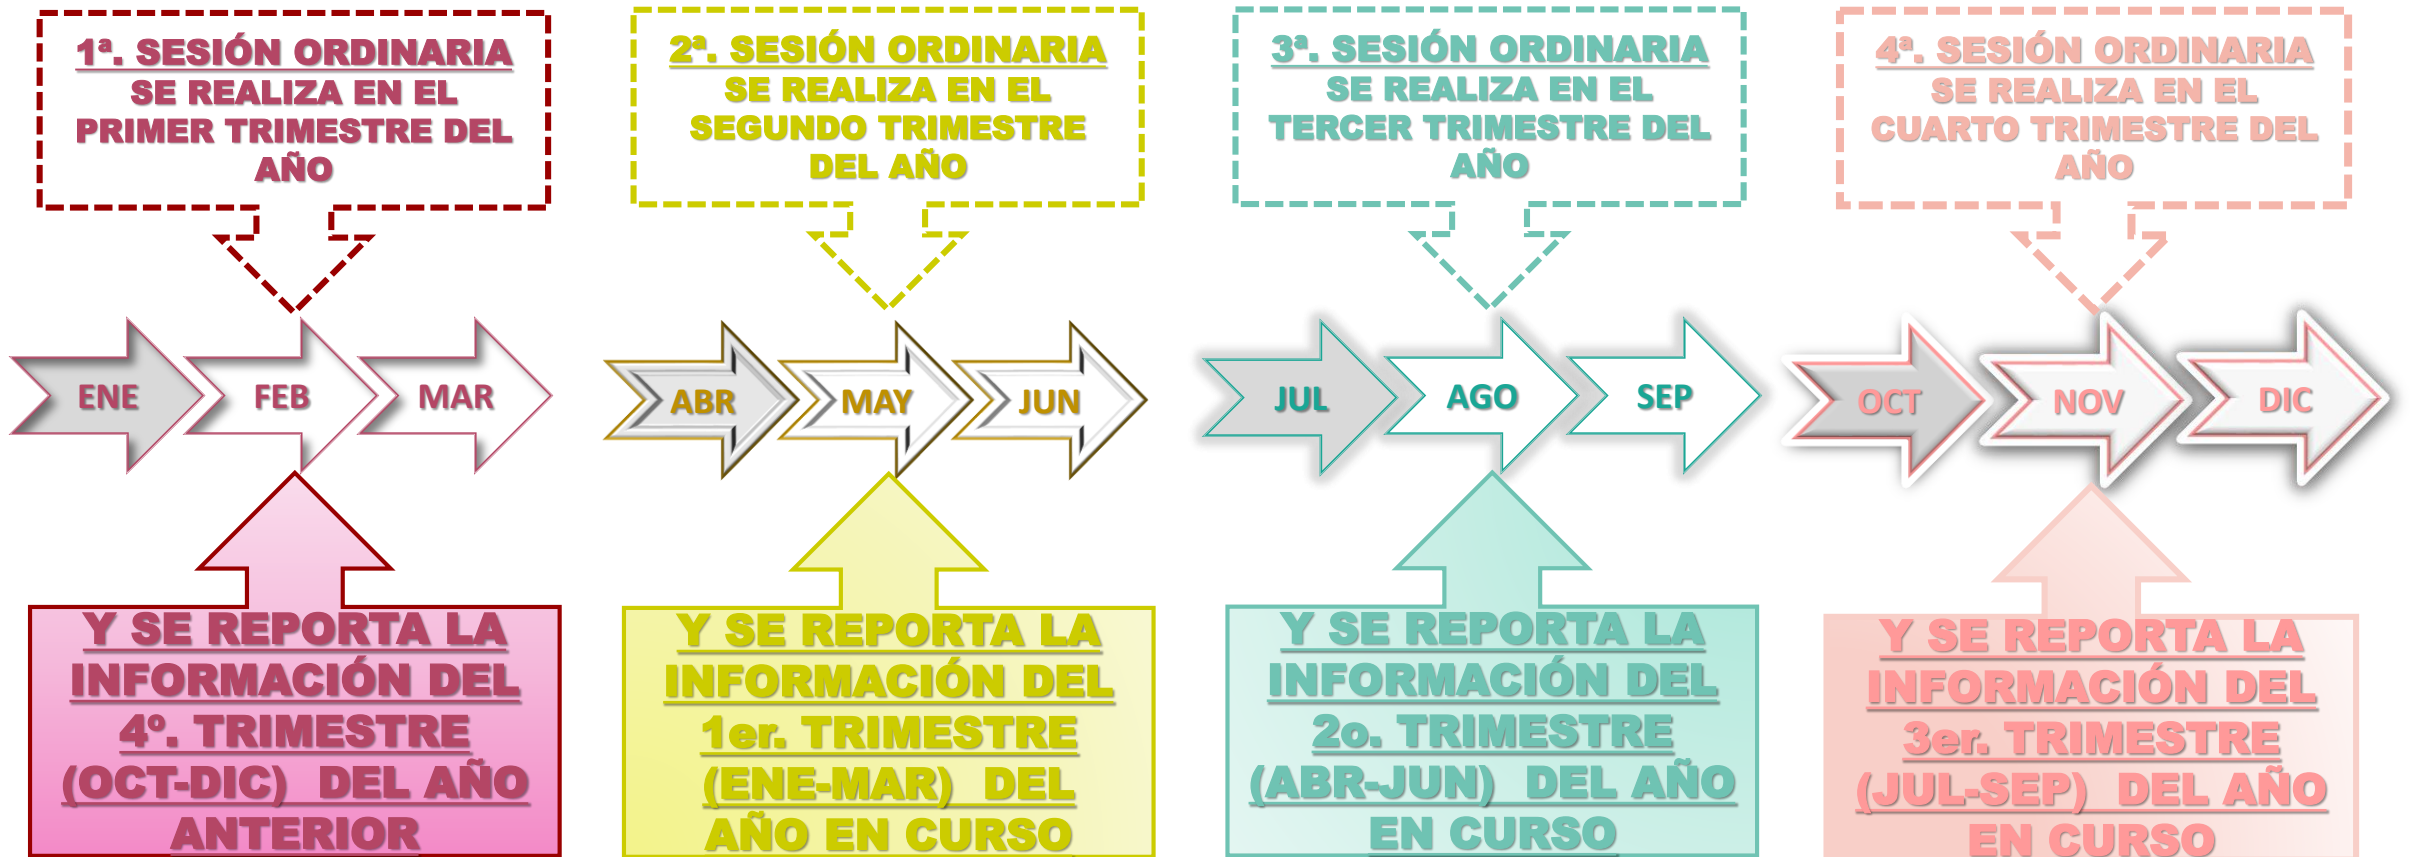 1ª. SESIÓN ORDINARIA
SE REALIZA EN EL
PRIMER TRIMESTRE DEL
AÑO
2ª. SESIÓN ORDINARIA
SE REALIZA EN EL
SEGUNDO TRIMESTRE
DEL AÑO
3ª. SESIÓN ORDINARIA
SE REALIZA EN EL
TERCER TRIMESTRE DEL
AÑO
4ª. SESIÓN ORDINARIA
SE REALIZA EN EL
CUARTO TRIMESTRE DEL
AÑO
ENE
FEB
MAR
ABR
MAY
JUN
JUL
AGO
SEP
OCT
NOV
DIC
Y SE REPORTA LA
INFORMACIÓN DEL
4º. TRIMESTRE
(OCT-DIC) DEL AÑO
ANTERIOR
Y SE REPORTA LA
INFORMACIÓN DEL
1er. TRIMESTRE
(ENE-MAR) DEL
AÑO EN CURSO
Y SE REPORTA LA
INFORMACIÓN DEL
2o. TRIMESTRE
(ABR-JUN) DEL AÑO
EN CURSO
Y SE REPORTA LA
INFORMACIÓN DEL
3er. TRIMESTRE
(JUL-SEP) DEL AÑO
EN CURSO